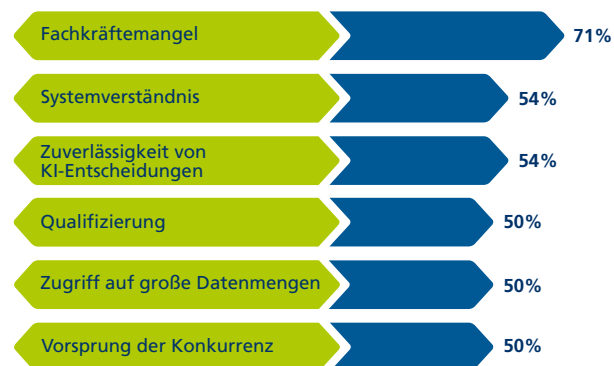 Fachkräftemangel 71%
Systemverständnis 54%
Zuverlässigkeit von
KI-Entscheidungen 54%
Qualifizierung 50%
Zugriff auf große Datenmengen 50%
Vorsprung der Konkurrenz 50%